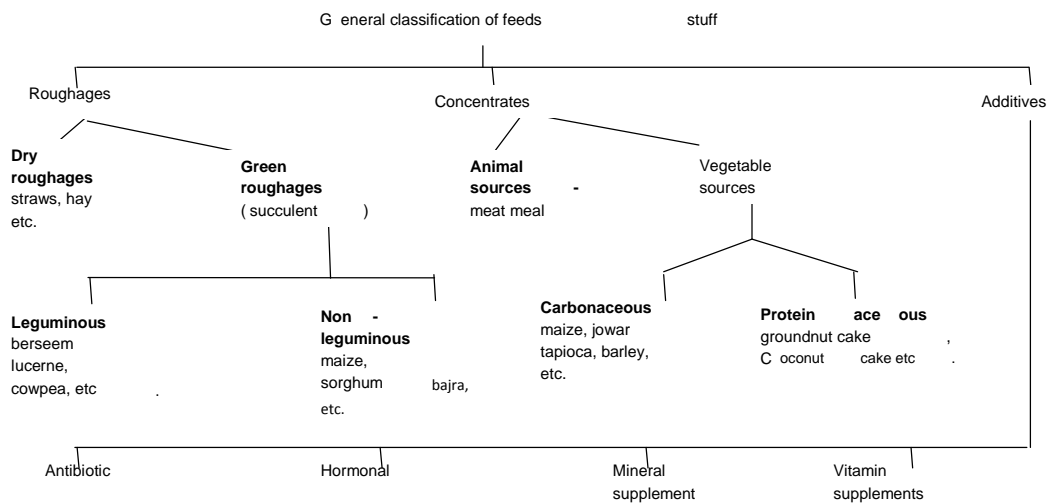 G eneral classification of feeds stuff
Roughages
Concentrates
Additives
Dry
roughages
straws, hay
etc.
Green
roughages
( succulent )
Animal
sources -
meat meal
Vegetable
sources
Leguminous
berseem
lucerne,
cowpea, etc .
Non -
leguminous
maize,
sorghum bajra,
etc.
Carbonaceous
maize, jowar
tapioca, barley,
etc.
Protein ace ous
groundnut cake ,
C oconut cake etc .
Antibiotic
Hormonal
Mineral
supplement
Vitamin
supplements